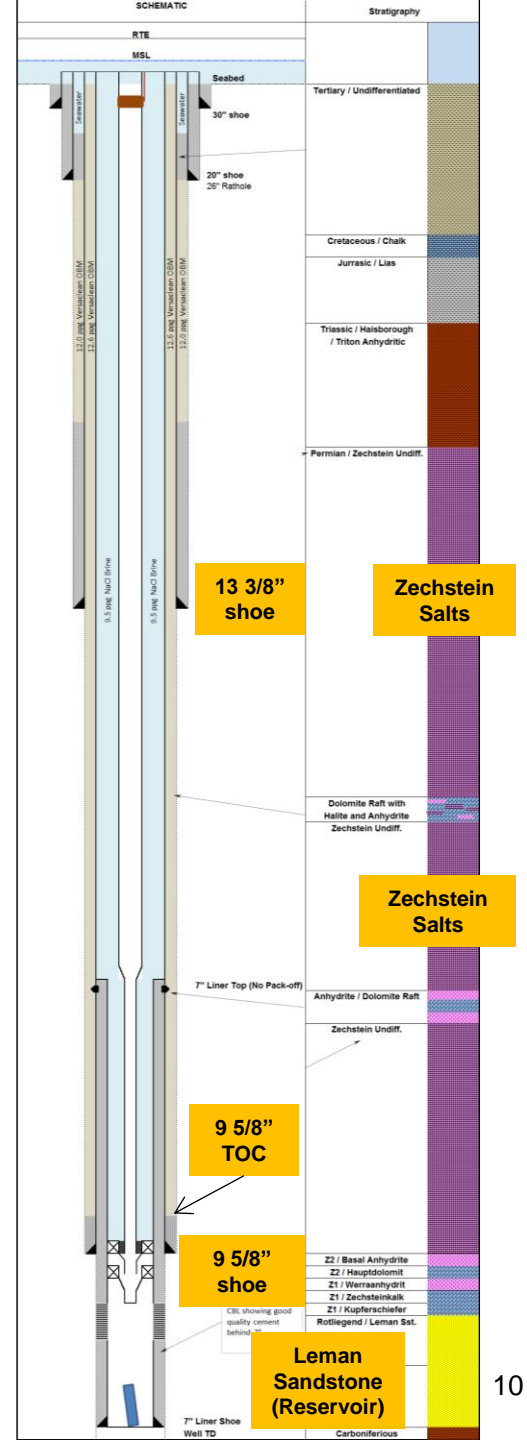 SCHEMATIC
Stratigraphy
RTE
MSL
Seabed
Tertiary / Undifferentiated
Seawater
Seawater
30" shoe
20" shoe
26" Rathole
Cretaceous / Chalk
Jurrasic / Lias
12.0 ppg Versaclean OBM
12.6 ppg Versaclean OBM
12.6 ppg Versaclean OBM
12.0 ppg Versaclean OBM
Triassic / Haisborough
/ Triton Anhydritic
Permian / Zechstein Undiff.
9.5 ppg NaCl Brine
9.5 ppg NaCl Brine
13 3/8”
shoe
Zechstein
Salts
Dolomite Raft with
Halite and Anhydrite
Zechstein Undiff.
Zechstein
Salts
7" Liner Top (No Pack-off)
Anhydrite / Dolomite Raft
Zechstein Undiff.
9 5/8”
TOC
9 5/8”
shoe
Z2 / Basal Anhydrite
Z2 / Hauptdolomit
Z1 / Werraanhydrit
Z1 / Zechsteinkalk
Z1 / Kupferschiefer
Rotliegend / Leman Sst.
CBL showing good
quality cement
behind
Leman
Sandstone
(Reservoir)
10
7" Liner Shoe
Well TD
Carboniferious